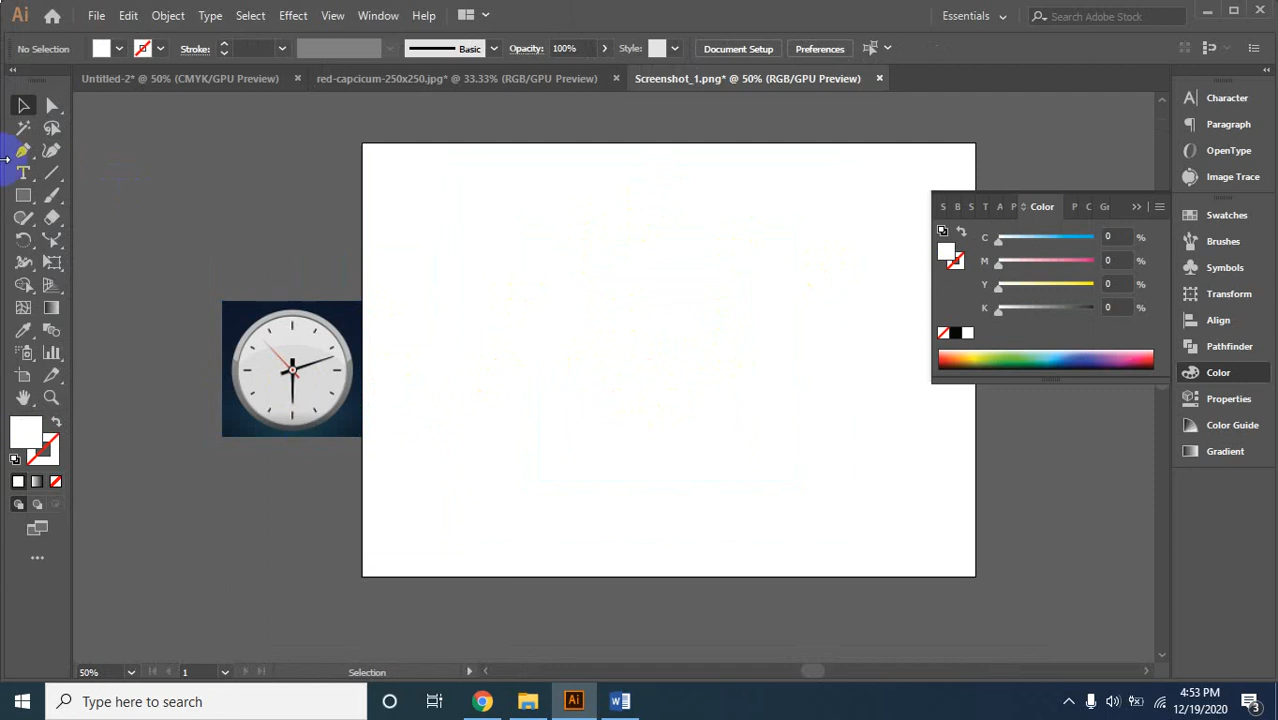 Ai File Edit Object Type Select Effect View Window Help Essentials Search Adobe Stock
No Selection Stroke: Basic Opacity: 100% Style: Document Setup Preferences
Untitled-2* @ 50% (CMYK/GPU Preview) × red-capcicum-250x250.jpg* @ 33.33% (RGB/GPU Preview) × Screenshot_1.png* @ 50% (RGB/GPU Preview) ×
Character
Paragraph
OpenType
Image Trace
S B S T A P Color P C Gr
C 0 %
M 0 %
Y 0 %
K 0 %
Swatches
Brushes
Symbols
Transform
Align
Pathfinder
Color
Properties
Color Guide
Gradient
50% 1 Selection
Type here to search
Ai
W
4:53 PM
12/19/2020
3